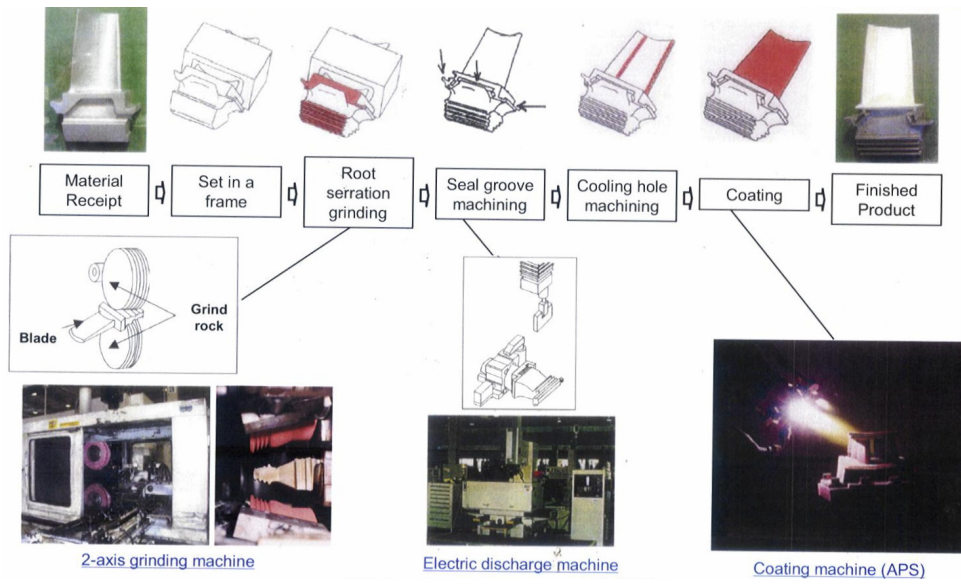 Material
Receipt
Set in a
frame
Root
serration
grinding
Seal groove
machining
Cooling hole
machining
Coating
Finished
Product
Grind
rock
Blade
2-axis grinding machine
Electric discharge machine
Coating machine (APS)